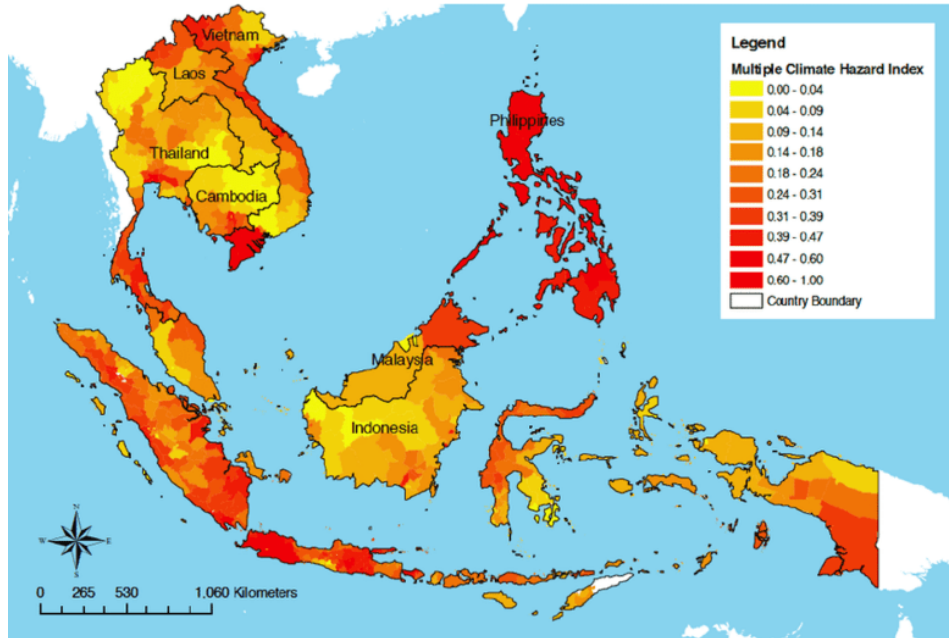 Vietnam
Laos
Thailand
Cambodia
Philippines
Malaysia
Indonesia
Legend
Multiple Climate Hazard Index
0.00 - 0.04
0.04 - 0.09
0.09 - 0.14
0.14 - 0.18
0.18 - 0.24
0.24 - 0.31
0.31 - 0.39
0.39 - 0.47
0.47 - 0.60
0.60 - 1.00
Country Boundary
N
W E
S
0 265 530 1,060 Kilometers